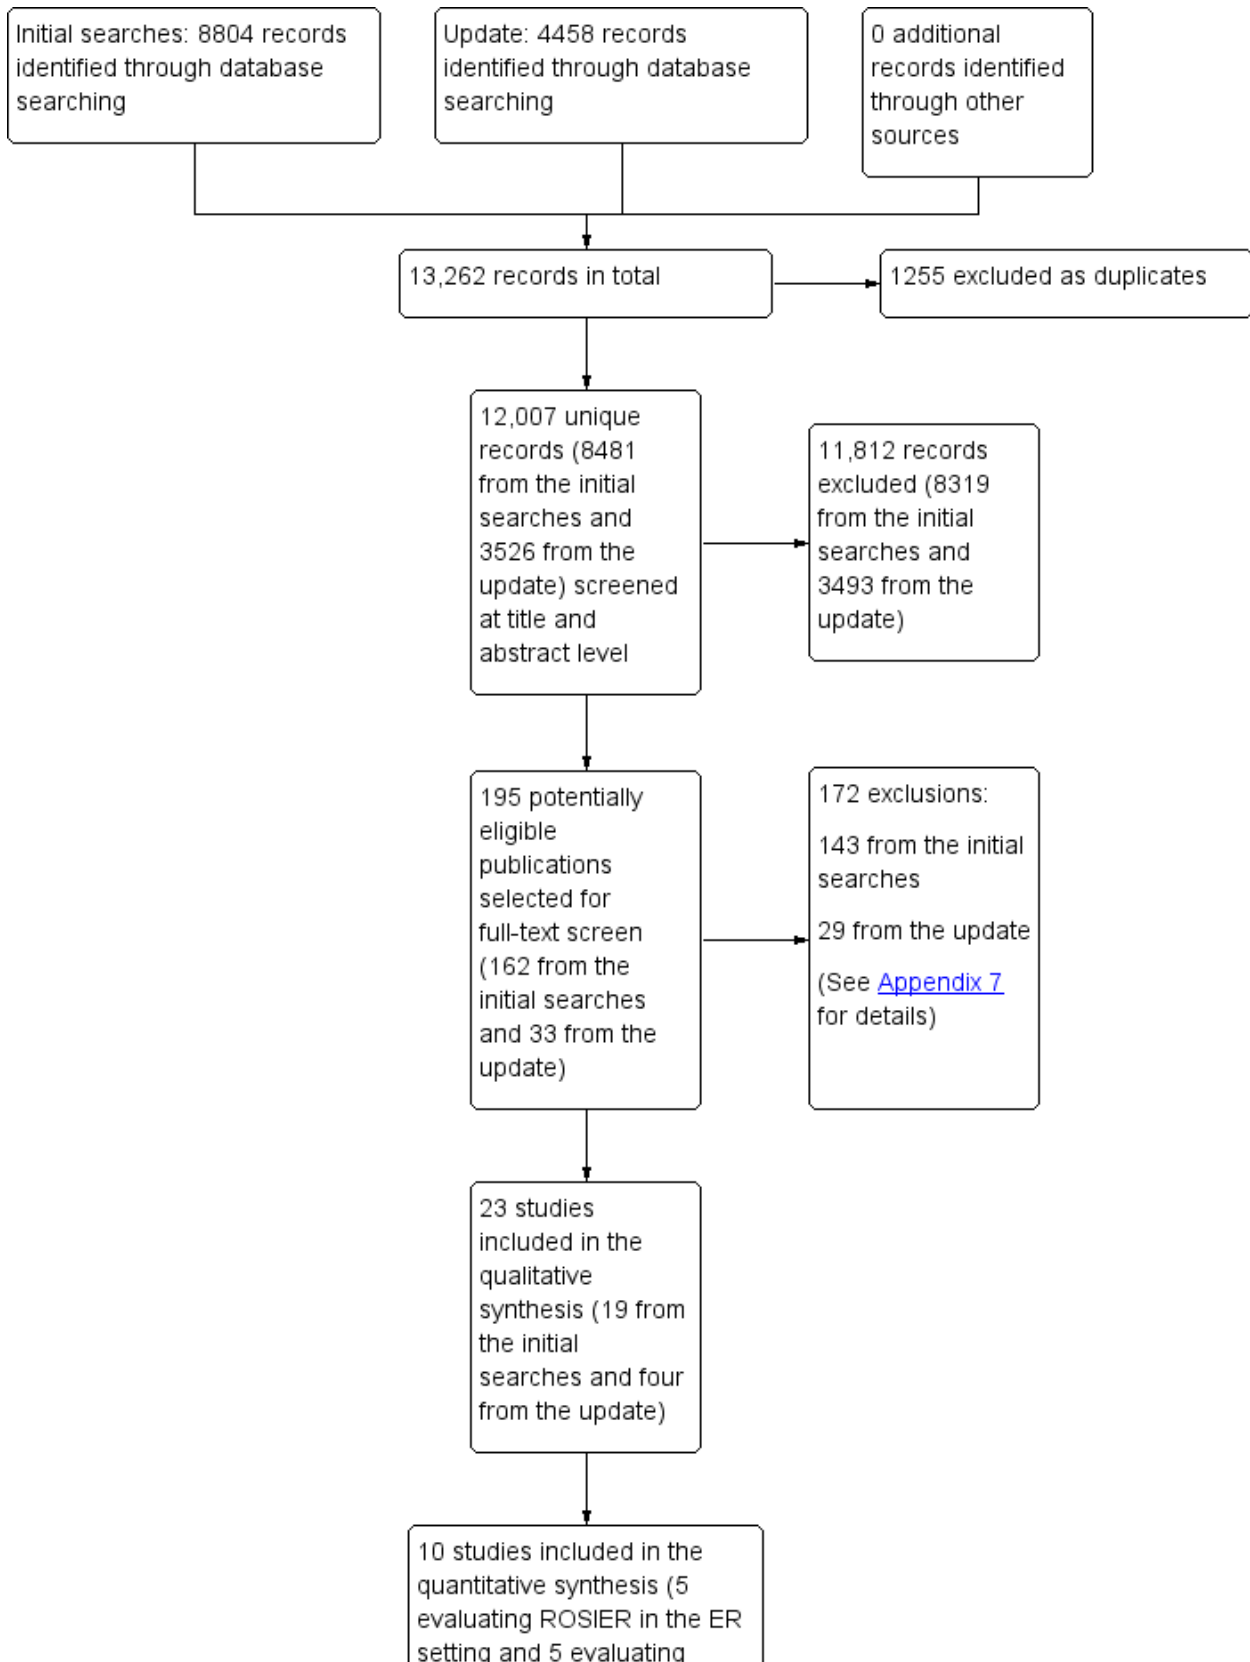 Initial searches: 8804 records
identified through database
searching
Update: 4458 records
identified through database
searching
0 additional
records identified
through other
sources
13,262 records in total
1255 excluded as duplicates
12,007 unique
records (8481
from the initial
searches and
3526 from the
update) screened
at title and
abstract level
11,812 records
excluded (8319
from the initial
searches and
3493 from the
update)
195 potentially
eligible
publications
selected for
full-text screen
(162 from the
initial searches
and 33 from the
update)
172 exclusions:
143 from the initial
searches
29 from the update
(See Appendix 7
for details)
23 studies
included in the
qualitative
synthesis (19 from
the initial
searches and four
from the update)
10 studies included in the
quantitative synthesis (5
evaluating ROSIER in the ER
setting and 5 evaluating